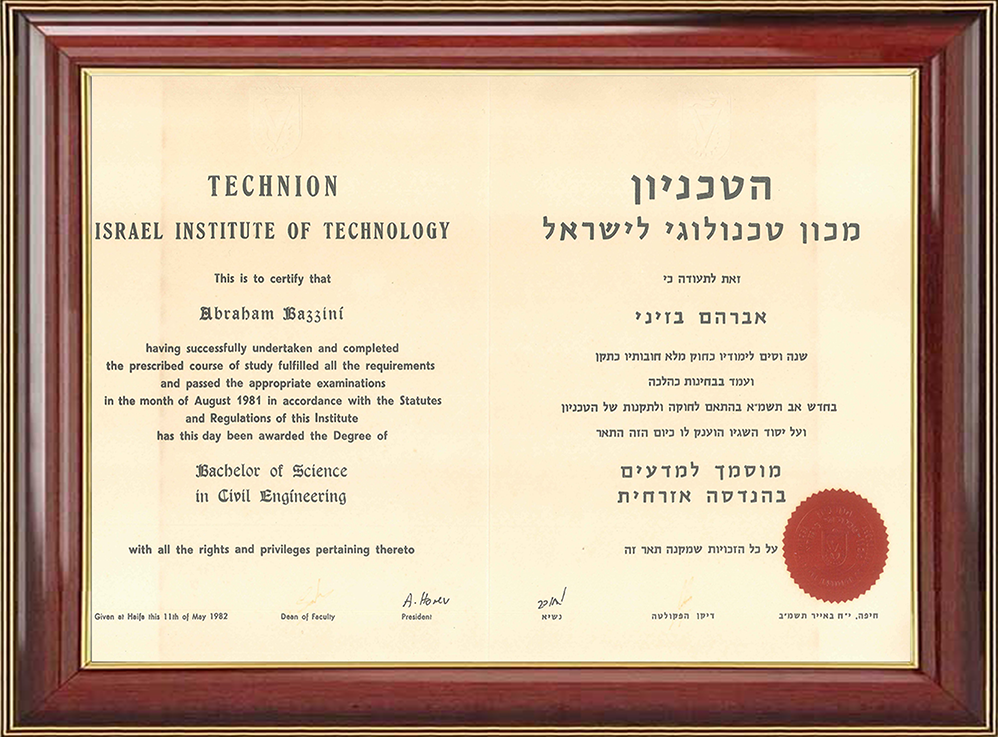 TECHNION
ISRAEL INSTITUTE OF TECHNOLOGY
This is to certify that
Abraham Bazzini
having successfully undertaken and completed
the prescribed course of study fulfilled all the requirements
and passed the appropriate examinations
in the month of August 1981 in accordance with the Statutes
and Regulations of this Institute
has this day been awarded the Degree of
Bachelor of Science
in Civil Engineering
with all the rights and privileges pertaining thereto
A. Horev
Given at Haifa this 11th of May 1982
Dean of Faculty
President
הטכניון
מכון טכנולוגי לישראל
זאת לתעודה כי
אברהם בזיני
שנה וסים לימודיו כחוק מלא חובותיו כתקן
ועמד בבחינות כהלכה
בחדש אב תשמ״א בהתאם לחוקה ולתקנות של הטכניון
ועל יסוד השגיו הוענק לו כיום הזה התאר
מוסמך למדעים
בהנדסה אזרחית
על כל הזכויות שמקנה תאר זה
חיפה, י״ח באייר תשמ״ב
דיקן הפקולטה
נשיא